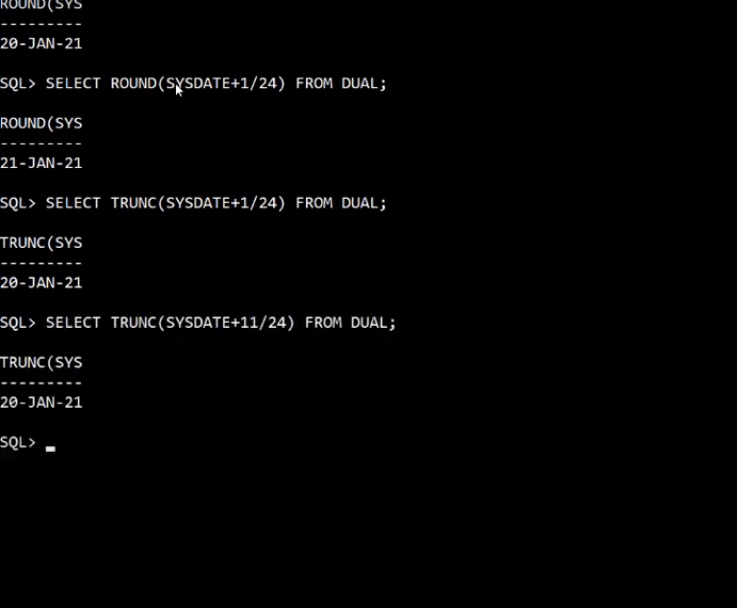 ROUND(SYS
---------
20-JAN-21
SQL> SELECT ROUND(SYSDATE+1/24) FROM DUAL;
ROUND(SYS
---------
21-JAN-21
SQL> SELECT TRUNC(SYSDATE+1/24) FROM DUAL;
TRUNC(SYS
---------
20-JAN-21
SQL> SELECT TRUNC(SYSDATE+11/24) FROM DUAL;
TRUNC(SYS
---------
20-JAN-21
SQL>